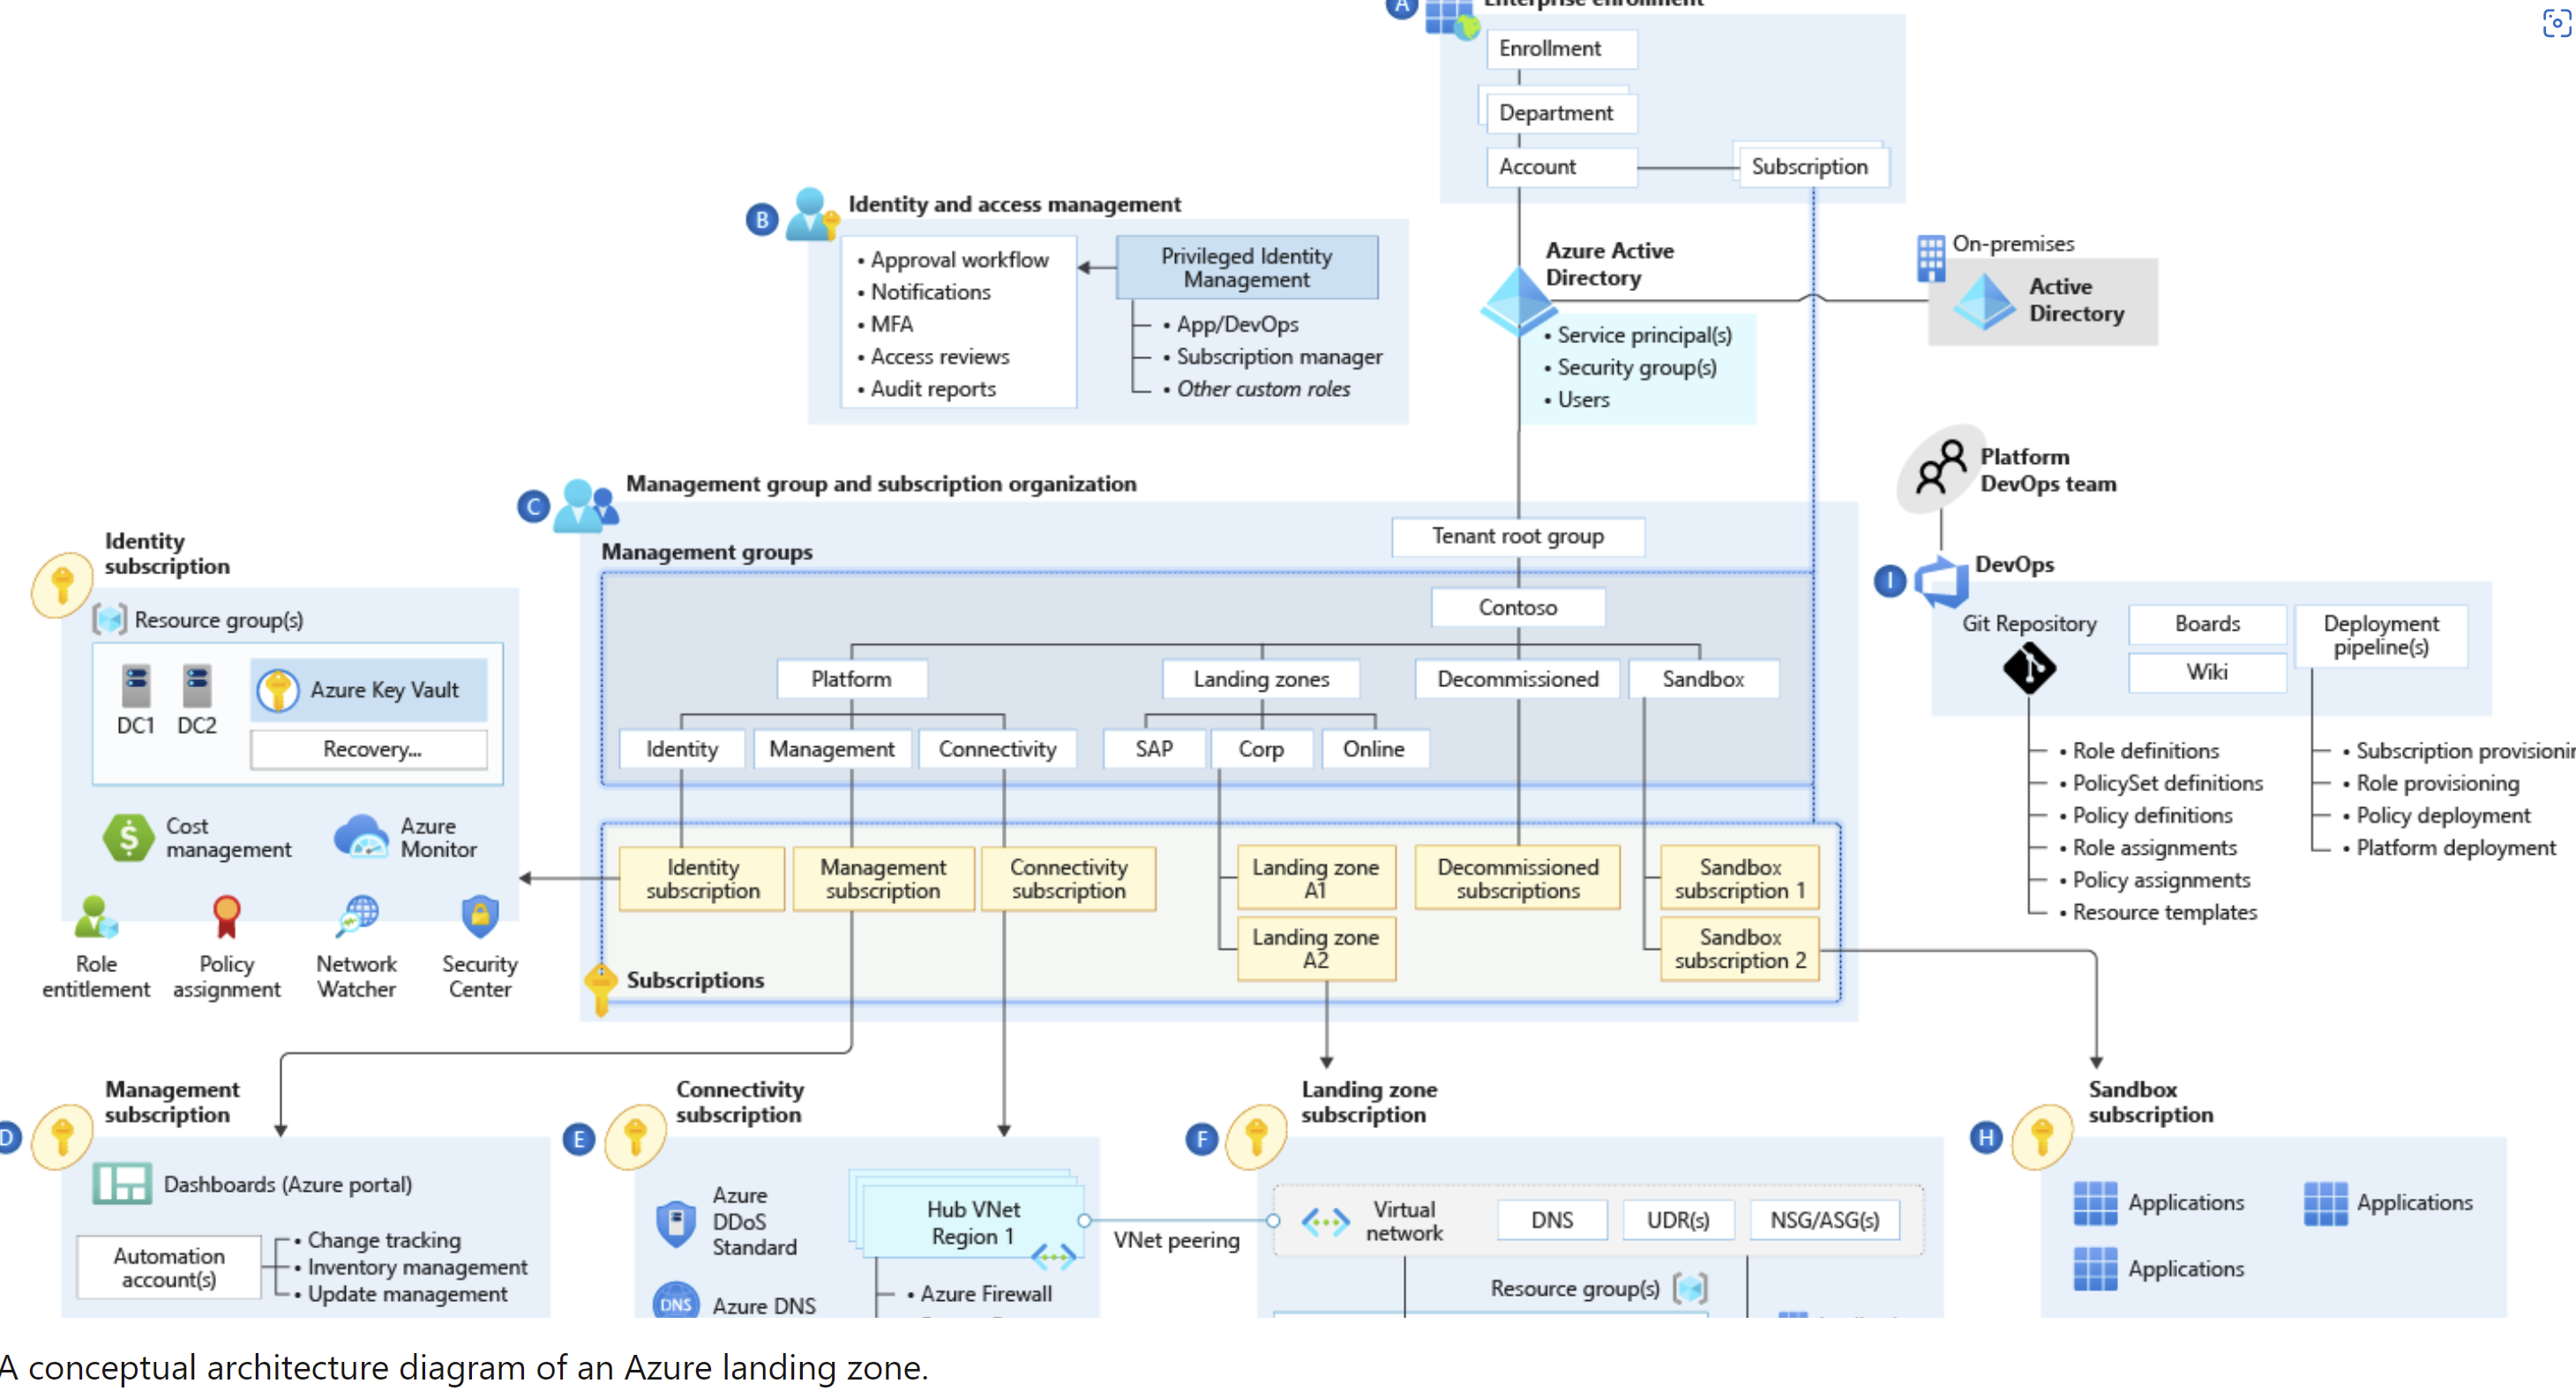 A
Enterprise enrollment
Enrollment
Department
Account
Subscription
B
Identity and access management
• Approval workflow
• Notifications
• MFA
• Access reviews
• Audit reports
Privileged Identity
Management
• App/DevOps
• Subscription manager
• Other custom roles
Azure Active
Directory
• Service principal(s)
• Security group(s)
• Users
On-premises
Active
Directory
Platform
DevOps team
C
Management group and subscription organization
Management groups
Tenant root group
Contoso
Platform
Landing zones
Decommissioned
Sandbox
Identity
Management
Connectivity
SAP
Corp
Online
Identity
subscription
Management
subscription
Connectivity
subscription
Landing zone
A1
Landing zone
A2
Decommissioned
subscriptions
Sandbox
subscription 1
Sandbox
subscription 2
Subscriptions
Identity
subscription
Resource group(s)
DC1
DC2
Azure Key Vault
Recovery...
Cost
management
Azure
Monitor
Role
entitlement
Policy
assignment
Network
Watcher
Security
Center
I
DevOps
Git Repository
Boards
Wiki
Deployment
pipeline(s)
• Role definitions
• PolicySet definitions
• Policy definitions
• Role assignments
• Policy assignments
• Resource templates
• Subscription
• Role provisioning
• Policy deployment
• Platform deployment
D
Management
subscription
Dashboards (Azure portal)
Automation
account(s)
• Change tracking
• Inventory management
• Update management
E
Connectivity
subscription
Azure
DDoS
Standard
DNS
Azure DNS
Hub VNet
Region 1
• Azure Firewall
VNet peering
F
Landing zone
subscription
Virtual
network
DNS
UDR(s)
NSG/ASG(s)
Resource group(s)
H
Sandbox
subscription
Applications
Applications
Applications
A conceptual architecture diagram of an Azure landing zone.